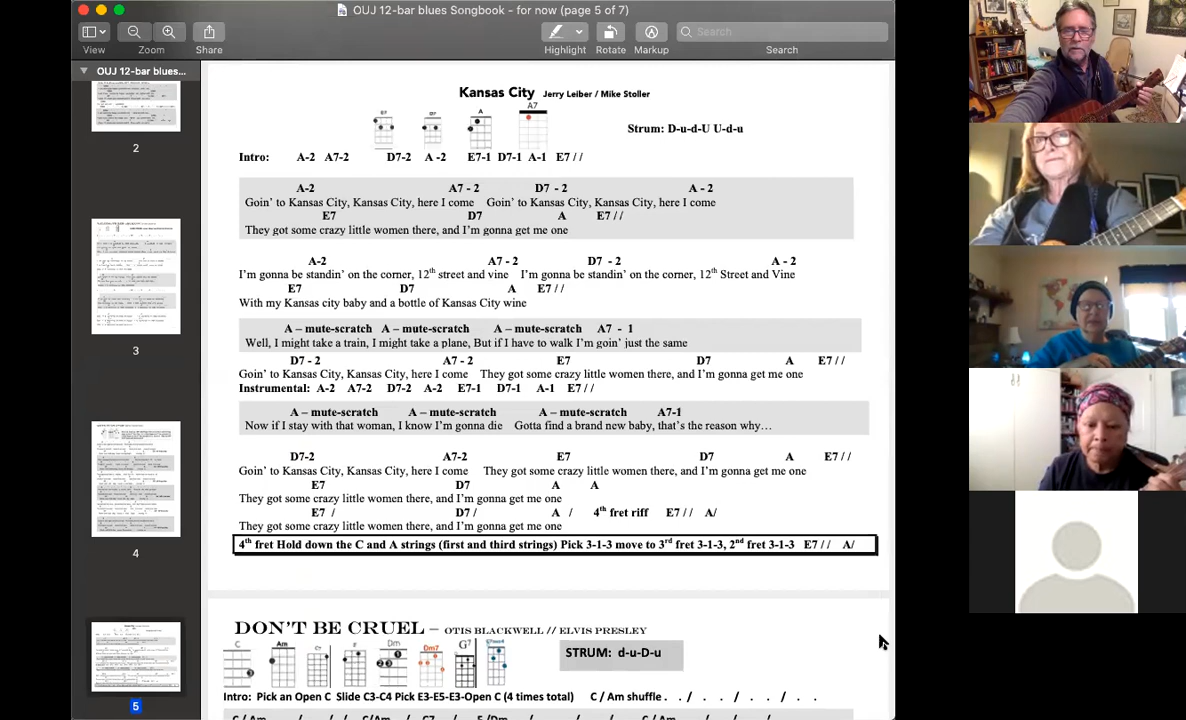 OUJ 12-bar blues Songbook - for now (page 5 of 7)
View
Zoom
Share
Highlight
Rotate
Markup
Search
Search
OUJ 12-bar blues...
2
3
4
5
Kansas City Jerry Leiber / Mike Stoller
E7 D7 A A7
Strum: D-u-d-U U-d-u
Intro: A-2 A7-2 D7-2 A -2 E7-1 D7-1 A-1 E7 / /
A-2 A7 - 2 D7 - 2 A - 2
Goin’ to Kansas City, Kansas City, here I come Goin’ to Kansas City, Kansas City, here I come
E7 D7 A E7 / /
They got some crazy little women there, and I’m gonna get me one
A-2 A7 - 2 D7 - 2 A - 2
I’m gonna be standin’ on the corner, 12th street and vine I’m gonna be standin’ on the corner, 12th Street and Vine
E7 D7 A E7 / /
With my Kansas city baby and a bottle of Kansas City wine
A – mute-scratch A – mute-scratch A – mute-scratch A7 - 1
Well, I might take a train, I might take a plane, But if I have to walk I’m goin’ just the same
D7 - 2 A7 - 2 E7 D7 A E7 / /
Goin’ to Kansas City, Kansas City, here I come They got some crazy little women there, and I’m gonna get me one
Instrumental: A-2 A7-2 D7-2 A-2 E7-1 D7-1 A-1 E7 / /
A – mute-scratch A – mute-scratch A – mute-scratch A7-1
Now if I stay with that woman, I know I’m gonna die Gotta find a brand new baby, that’s the reason why…
D7-2 A7-2 E7 D7 A E7 / /
Goin’ to Kansas City, Kansas City, here I come They got some crazy little women there, and I’m gonna get me one
E7 D7 A A
They got some crazy little women there, and I’m gonna get me one
E7 / D7 / A / 4th fret riff E7 / / A/
They got some crazy little women there, and I’m gonna get me one
4th fret Hold down the C and A strings (first and third strings) Pick 3-1-3 move to 3rd fret 3-1-3, 2nd fret 3-1-3 E7 / / A/
DON’T BE CRUEL – OTIS BLACKWELL/ ELVIS PRESLEY
C Am C7 E Dm Dm7 G7
STRUM: d-u-D-u
Intro: Pick an Open C Slide C3-C4 Pick E3-E5-E3-Open C (4 times total) C / Am shuffle . . / . . / . . / . .